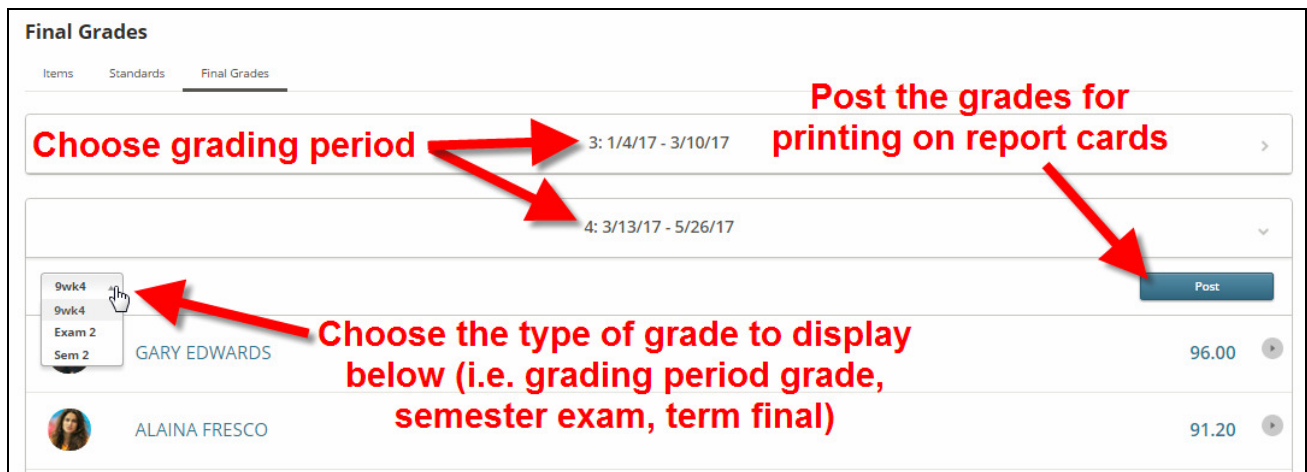 Final Grades
Items Standards Final Grades
Post the grades for
printing on report cards
Choose grading period
3: 1/4/17 - 3/10/17
4: 3/13/17 - 5/26/17
9wk4
Post
9wk4
Exam 2
Sem 2
Choose the type of grade to display
below (i.e. grading period grade,
semester exam, term final)
GARY EDWARDS 96.00
ALAINA FRESCO 91.20